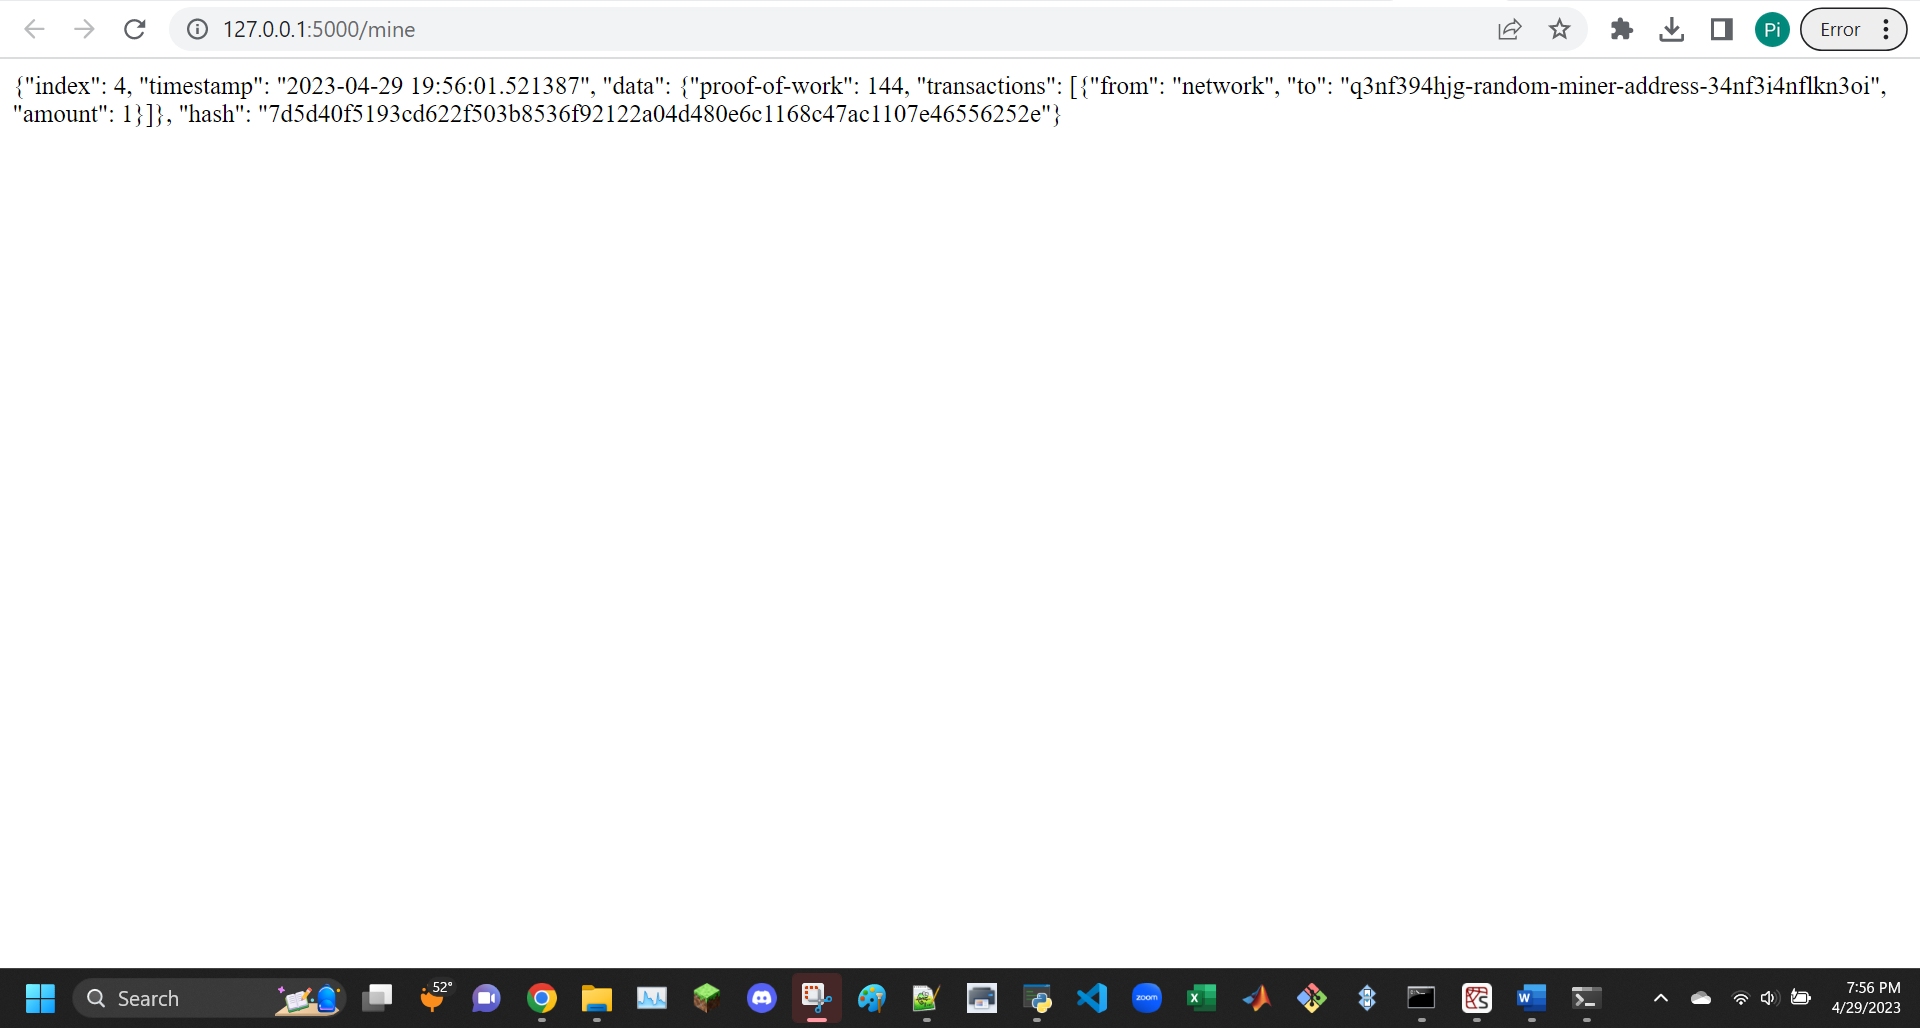 127.0.0.1:5000/mine
Pi
Error
{"index": 4, "timestamp": "2023-04-29 19:56:01.521387", "data": {"proof-of-work": 144, "transactions": [{"from": "network", "to": "q3nf394hjg-random-miner-address-34nf3i4nflkn3oi",
"amount": 1}]}, "hash": "7d5d40f5193cd622f503b8536f92122a04d480e6c1168c47ac1107e46556252e"}
Search
52°
zoom
7:56 PM
4/29/2023